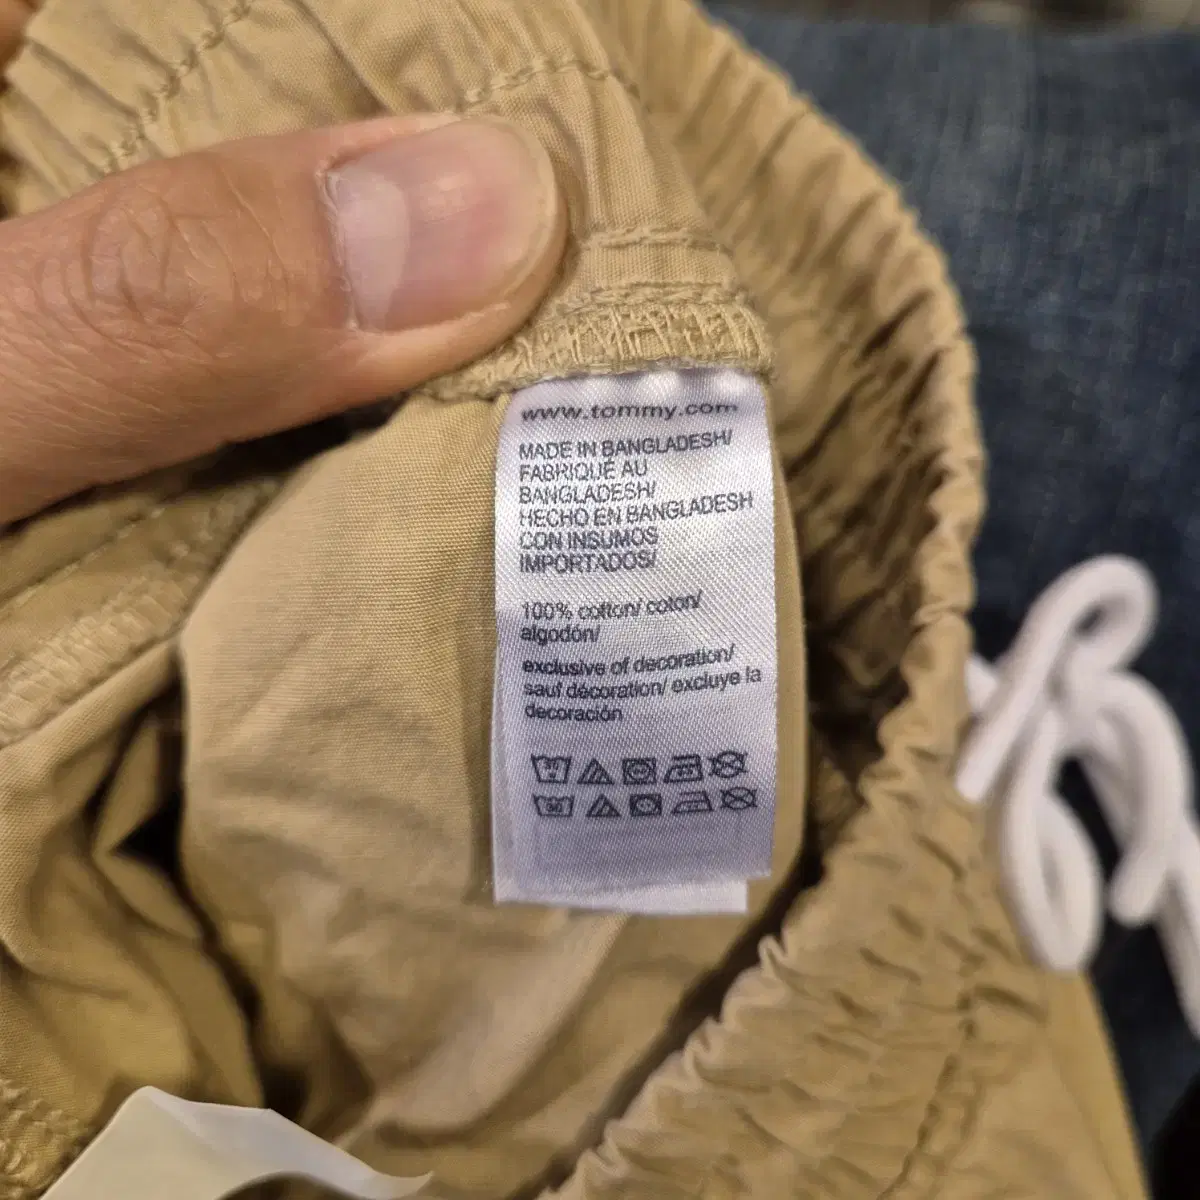 www.tommy.com
MADE IN BANGLADESH/
FABRIQUÉ AU
BANGLADESH/
HECHO EN BANGLADESH
CON INSUMOS
IMPORTADOS/
100% cotton/ coton/
algodón/
exclusive of decoration/
sauf décoration/ excluye la
decoración